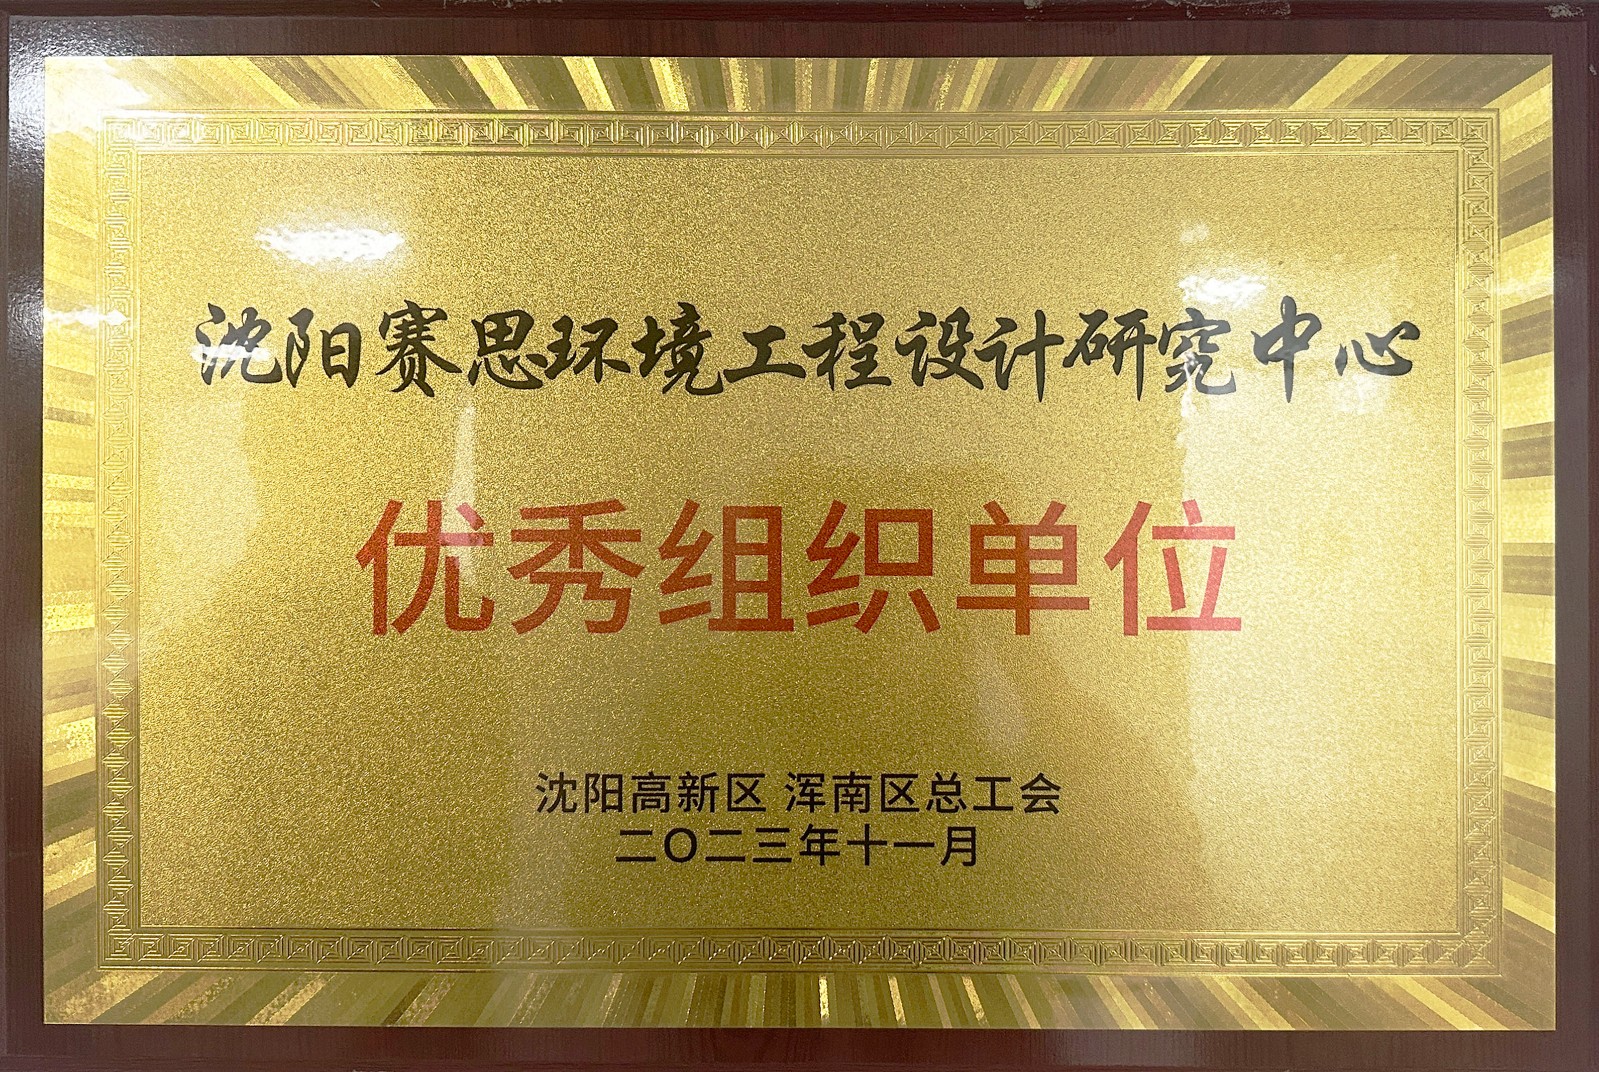 沈阳赛思环境工程设计研究中心
优秀组织单位
沈阳高新区 浑南区总工会
二〇二三年十一月